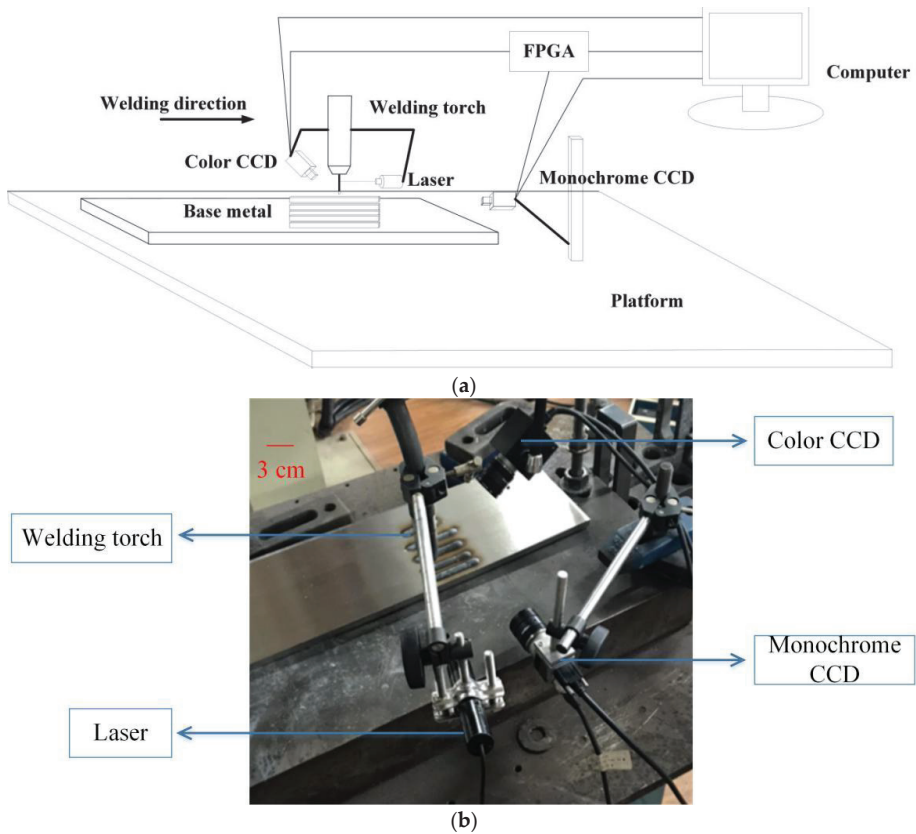 FPGA
Computer
Welding direction
Welding torch
Color CCD
Laser
Monochrome CCD
Base metal
Platform
(a)
3 cm
Color CCD
Welding torch
Monochrome
CCD
Laser
(b)